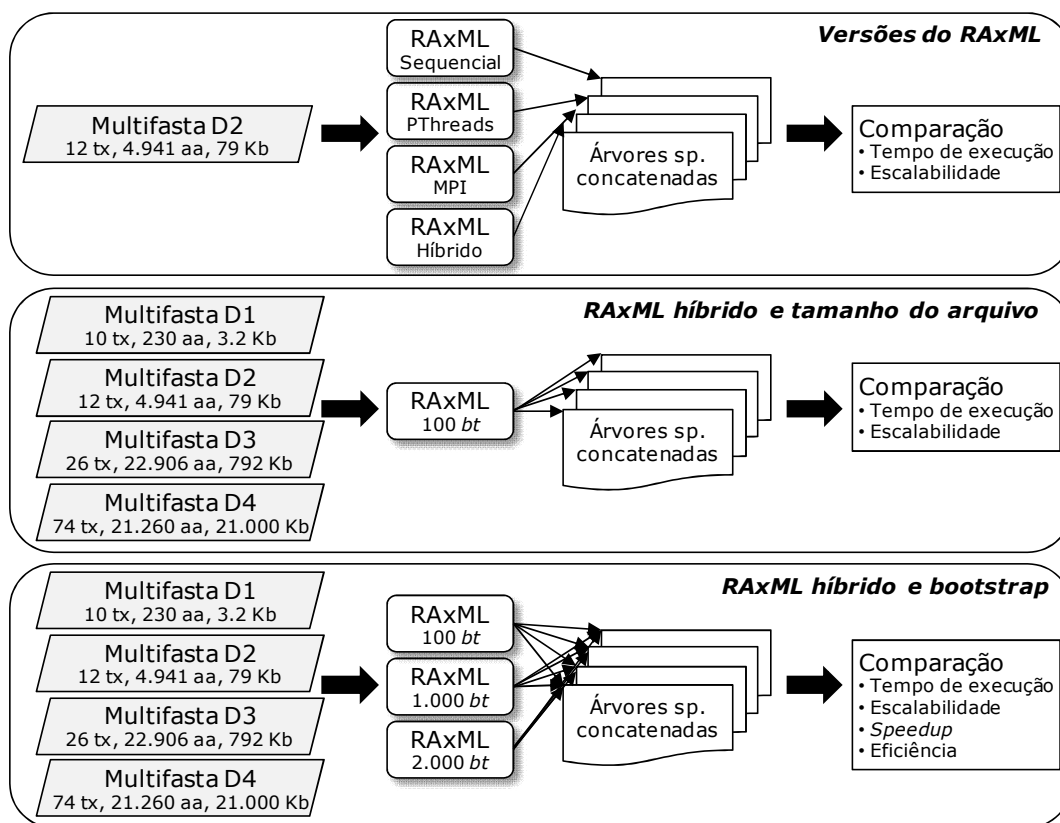 Versões do RAxML
Multifasta D2
12 tx, 4.941 aa, 79 Kb
RAxML
Sequencial
RAxML
PThreads
RAxML
MPI
RAxML
Híbrido
Árvores sp.
concatenadas
Comparação
• Tempo de execução
• Escalabilidade
RAxML híbrido e tamanho do arquivo
Multifasta D1
10 tx, 230 aa, 3.2 Kb
Multifasta D2
12 tx, 4.941 aa, 79 Kb
Multifasta D3
26 tx, 22.906 aa, 792 Kb
Multifasta D4
74 tx, 21.260 aa, 21.000 Kb
RAxML
100 bt
Árvores sp.
concatenadas
Comparação
• Tempo de execução
• Escalabilidade
RAxML híbrido e bootstrap
Multifasta D1
10 tx, 230 aa, 3.2 Kb
Multifasta D2
12 tx, 4.941 aa, 79 Kb
Multifasta D3
26 tx, 22.906 aa, 792 Kb
Multifasta D4
74 tx, 21.260 aa, 21.000 Kb
RAxML
100 bt
RAxML
1.000 bt
RAxML
2.000 bt
Árvores sp.
concatenadas
Comparação
• Tempo de execução
• Escalabilidade
• Speedup
• Eficiência